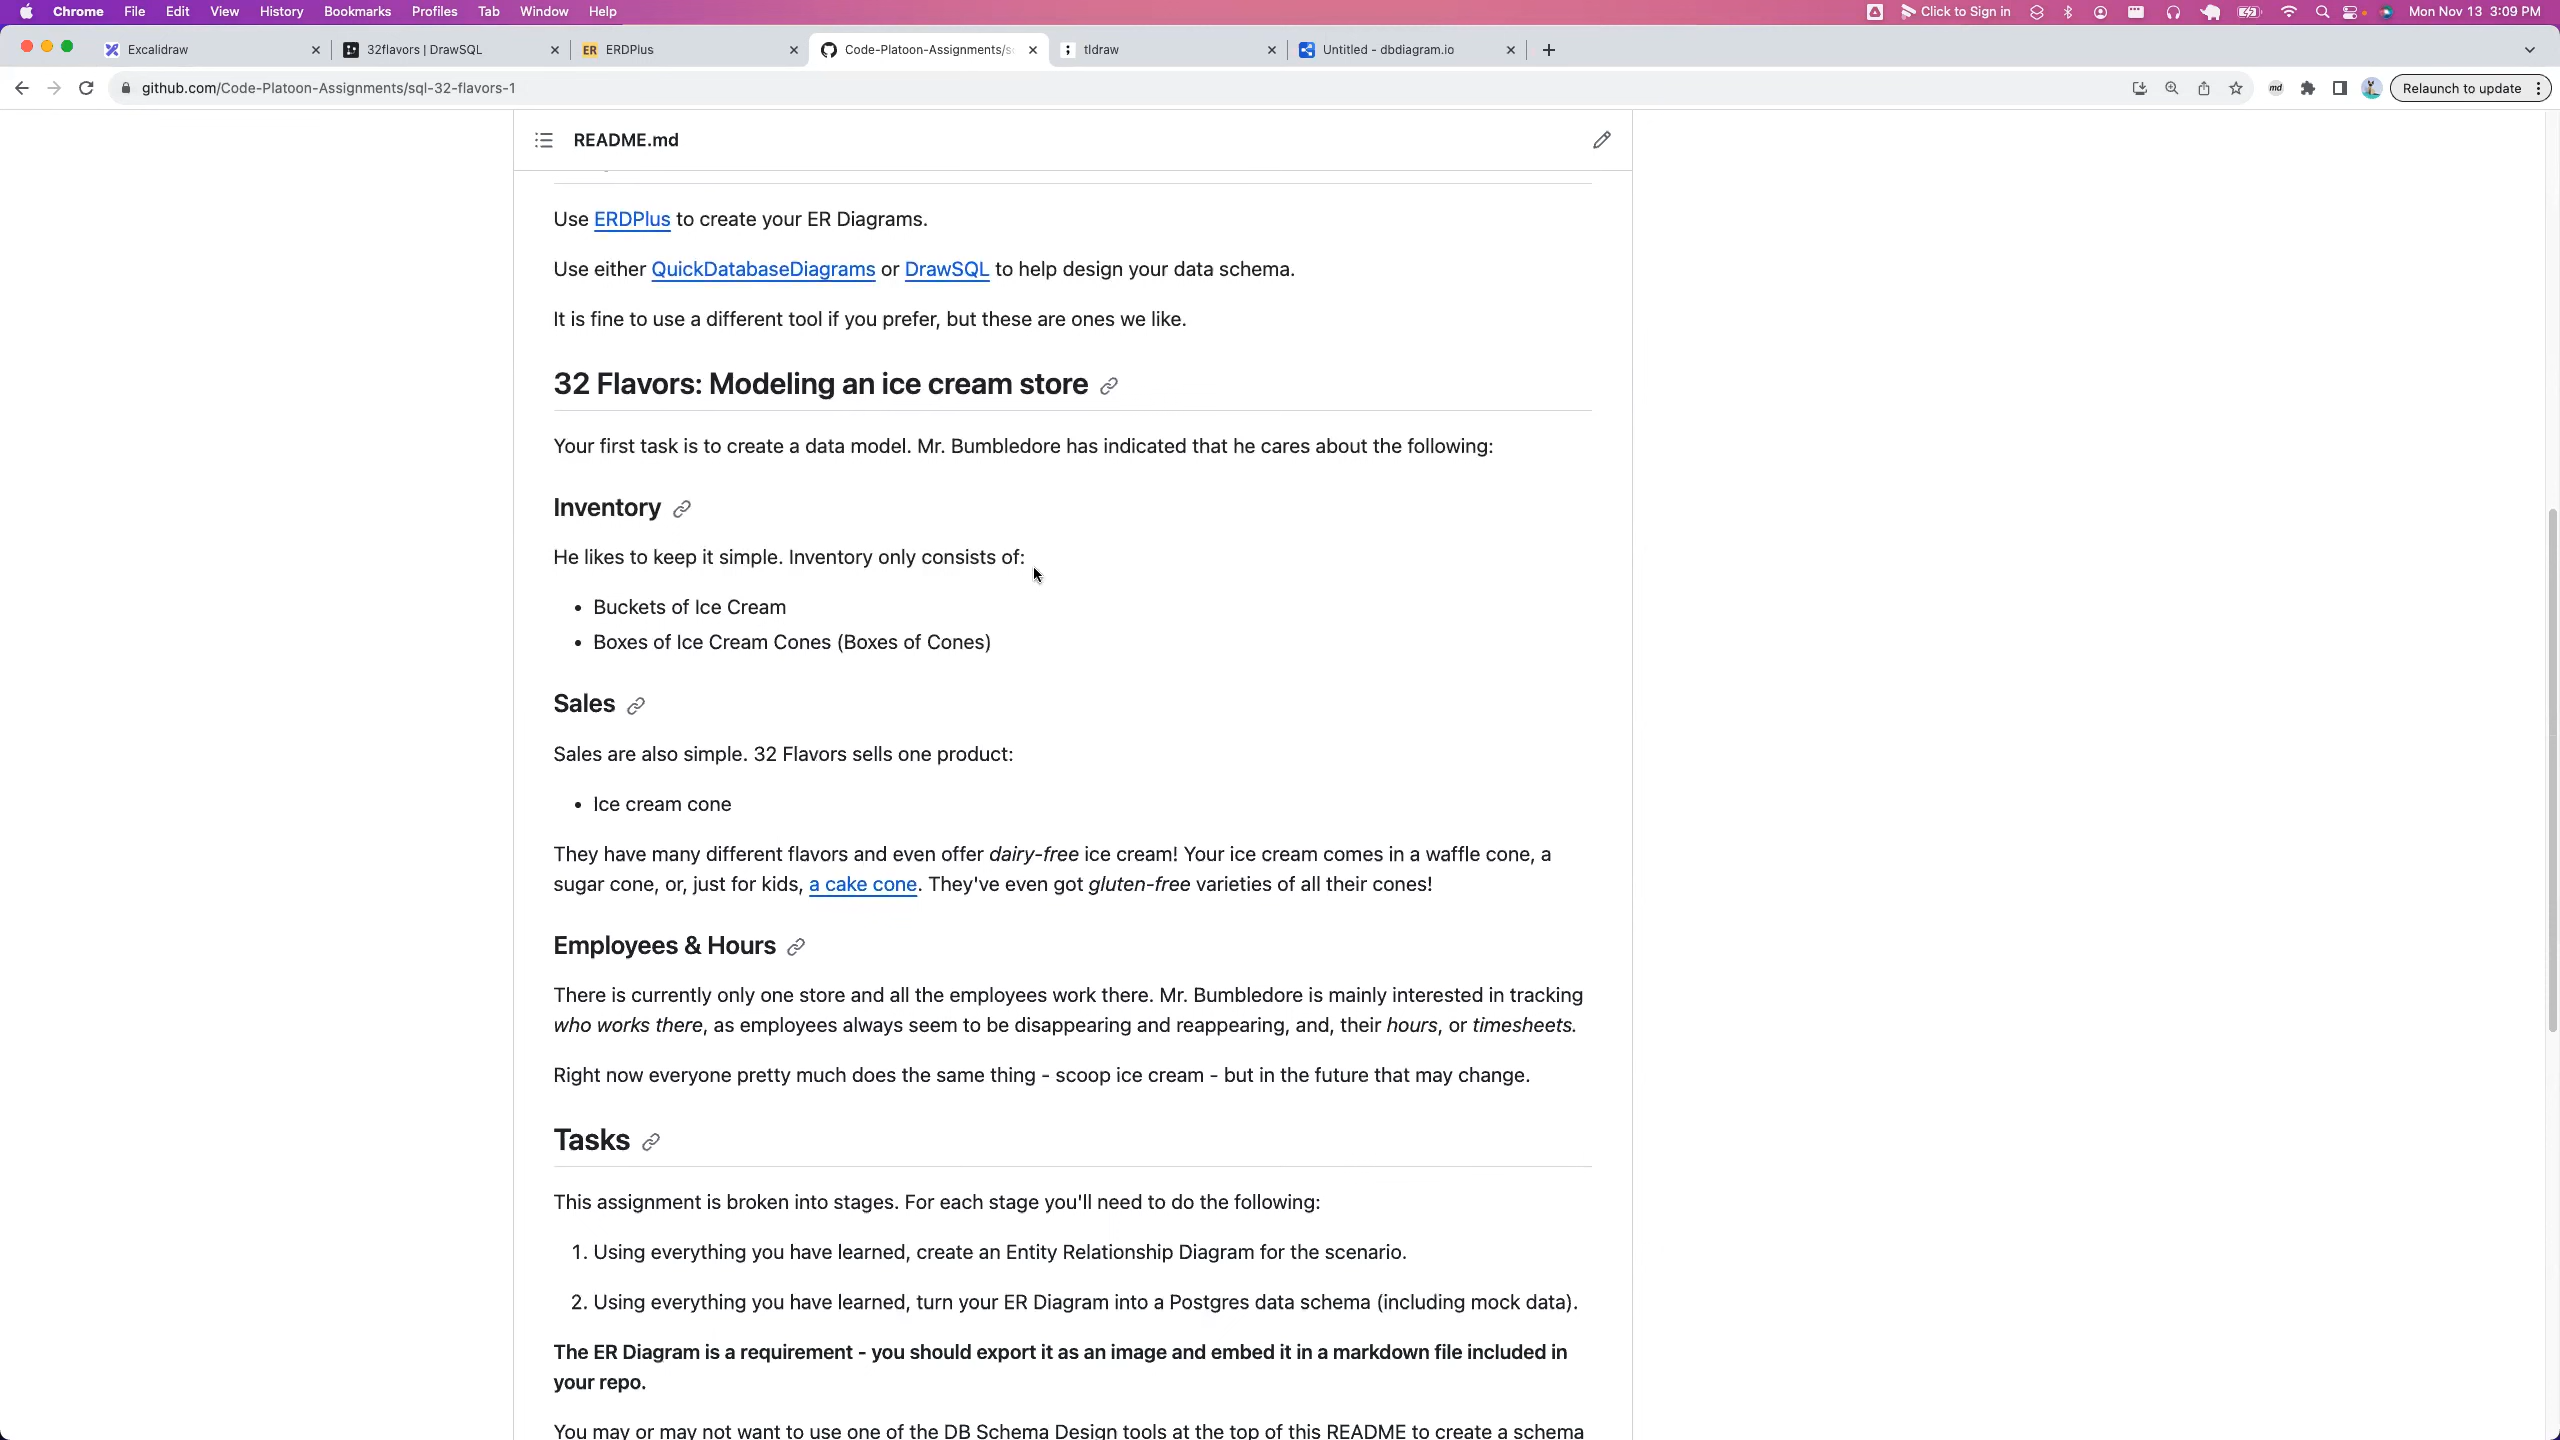 Chrome File Edit View History Bookmarks Profiles Tab Window Help Click to Sign in Mon Nov 13 3:09 PM
Excalidraw 32flavors | DrawSQL ER ERDPlus Code-Platoon-Assignments/s tldraw Untitled - dbdiagram.io
github.com/Code-Platoon-Assignments/sql-32-flavors-1 md Relaunch to update
README.md
Use ERDPlus to create your ER Diagrams.
Use either QuickDatabaseDiagrams or DrawSQL to help design your data schema.
It is fine to use a different tool if you prefer, but these are ones we like.
32 Flavors: Modeling an ice cream store
Your first task is to create a data model. Mr. Bumbledore has indicated that he cares about the following:
Inventory
He likes to keep it simple. Inventory only consists of:
• Buckets of Ice Cream
• Boxes of Ice Cream Cones (Boxes of Cones)
Sales
Sales are also simple. 32 Flavors sells one product:
• Ice cream cone
They have many different flavors and even offer dairy-free ice cream! Your ice cream comes in a waffle cone, a
sugar cone, or, just for kids, a cake cone. They've even got gluten-free varieties of all their cones!
Employees & Hours
There is currently only one store and all the employees work there. Mr. Bumbledore is mainly interested in tracking
who works there, as employees always seem to be disappearing and reappearing, and, their hours, or timesheets.
Right now everyone pretty much does the same thing - scoop ice cream - but in the future that may change.
Tasks
This assignment is broken into stages. For each stage you'll need to do the following:
1. Using everything you have learned, create an Entity Relationship Diagram for the scenario.
2. Using everything you have learned, turn your ER Diagram into a Postgres data schema (including mock data).
The ER Diagram is a requirement - you should export it as an image and embed it in a markdown file included in
your repo.
You may or may not want to use one of the DB Schema Design tools at the top of this README to create a schema